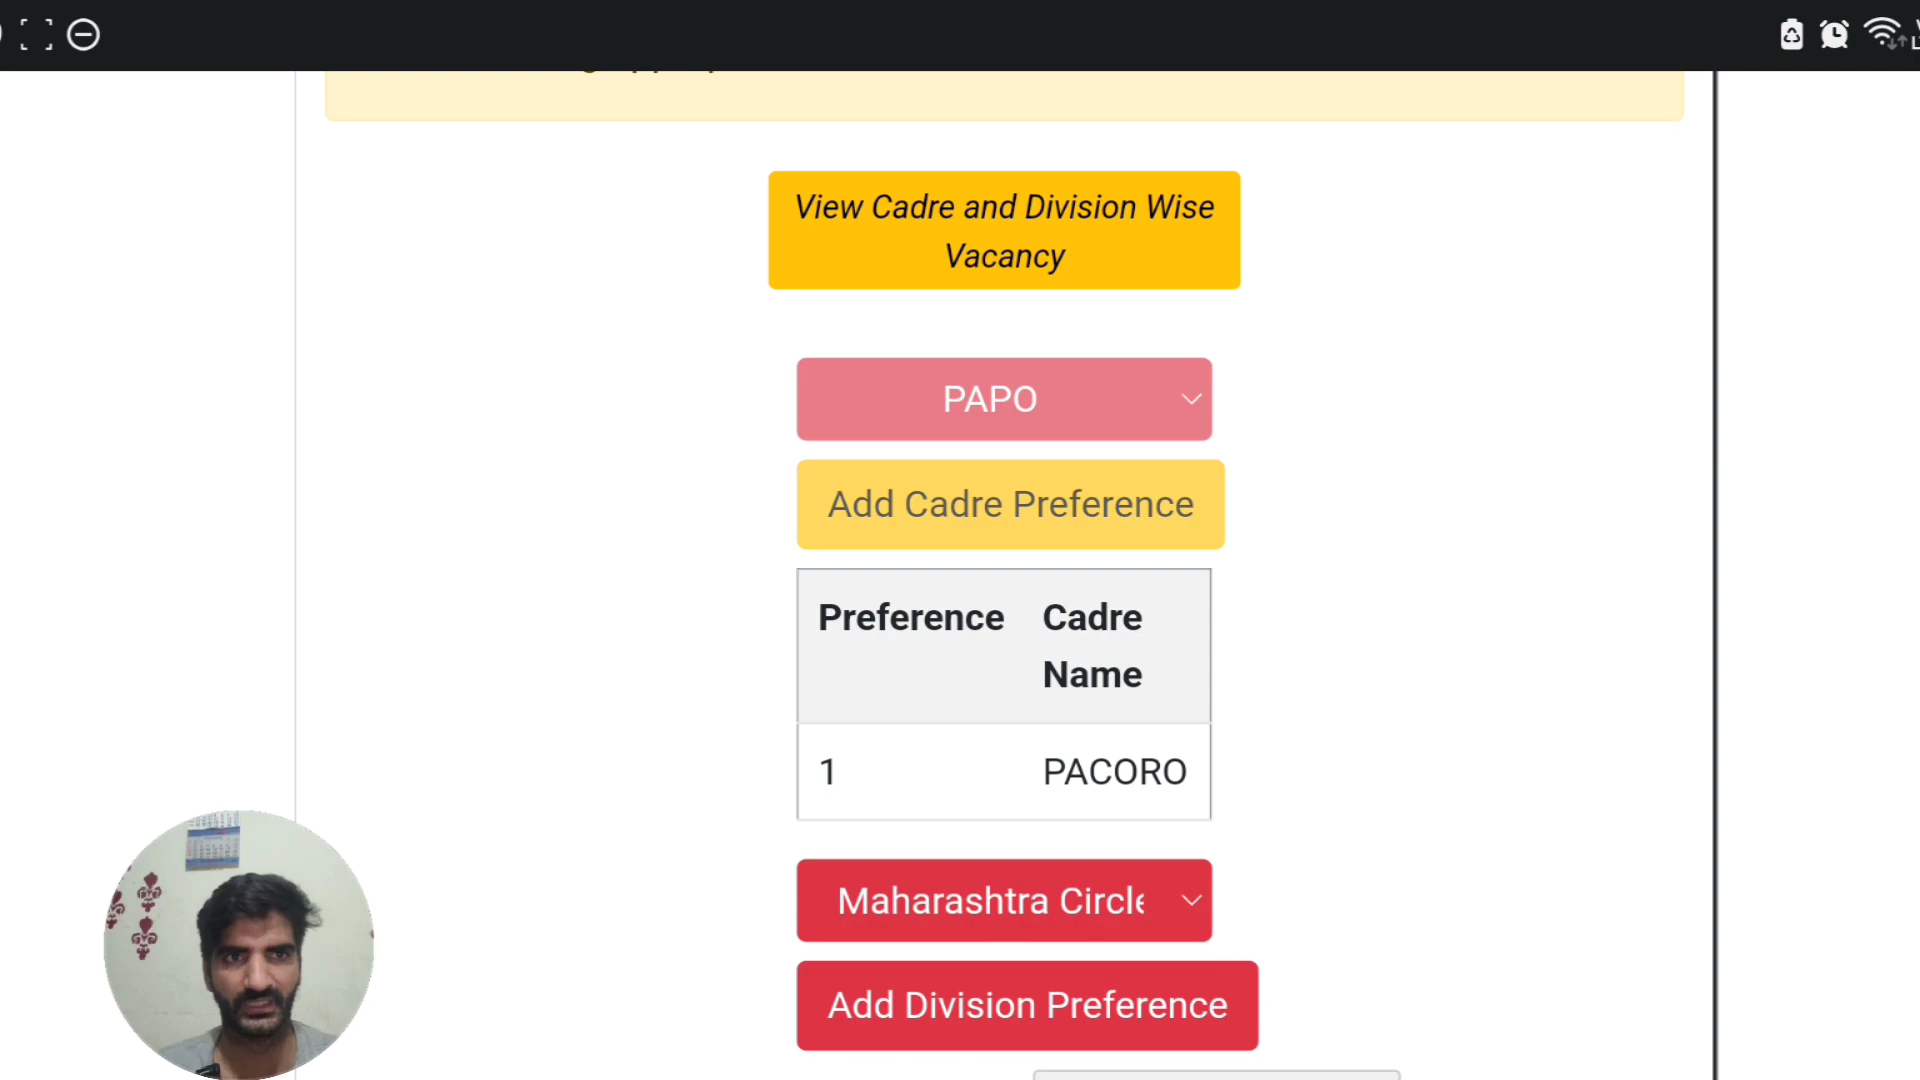 View Cadre and Division Wise
Vacancy
PAPO
Add Cadre Preference
Preference Cadre
Name
1 PACORO
Maharashtra Circle
Add Division Preference